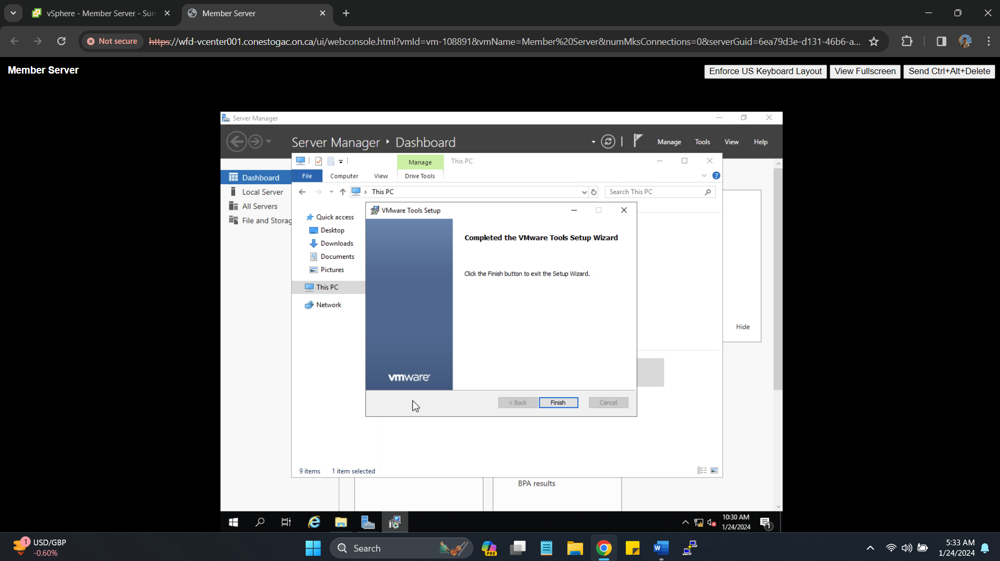 vSphere - Member Server - Sum
Member Server
Not secure
https://wfd-vcenter001.conestogac.on.ca/ui/webconsole.html?vmId=vm-108891&vmName=Member%20Server&numMksConnections=0&serverGuid=6ea79d3e-d131-46b6-a...
Member Server
Enforce US Keyboard Layout
View Fullscreen
Send Ctrl+Alt+Delete
Server Manager
Server Manager
Dashboard
Manage
Tools
View
Help
Manage
This PC
Dashboard
File
Computer
View
Drive Tools
Local Server
This PC
Search This PC
All Servers
File and Storag
Quick access
VMware Tools Setup
Desktop
Completed the VMware Tools Setup Wizard
Downloads
Documents
Pictures
Click the Finish button to exit the Setup Wizard.
This PC
Network
Hide
vmware
< Back
Finish
Cancel
9 items
1 item selected
BPA results
10:30 AM
1/24/2024
1
1
USD/GBP
-0.60%
Search
PRE
W
5:33 AM
1/24/2024